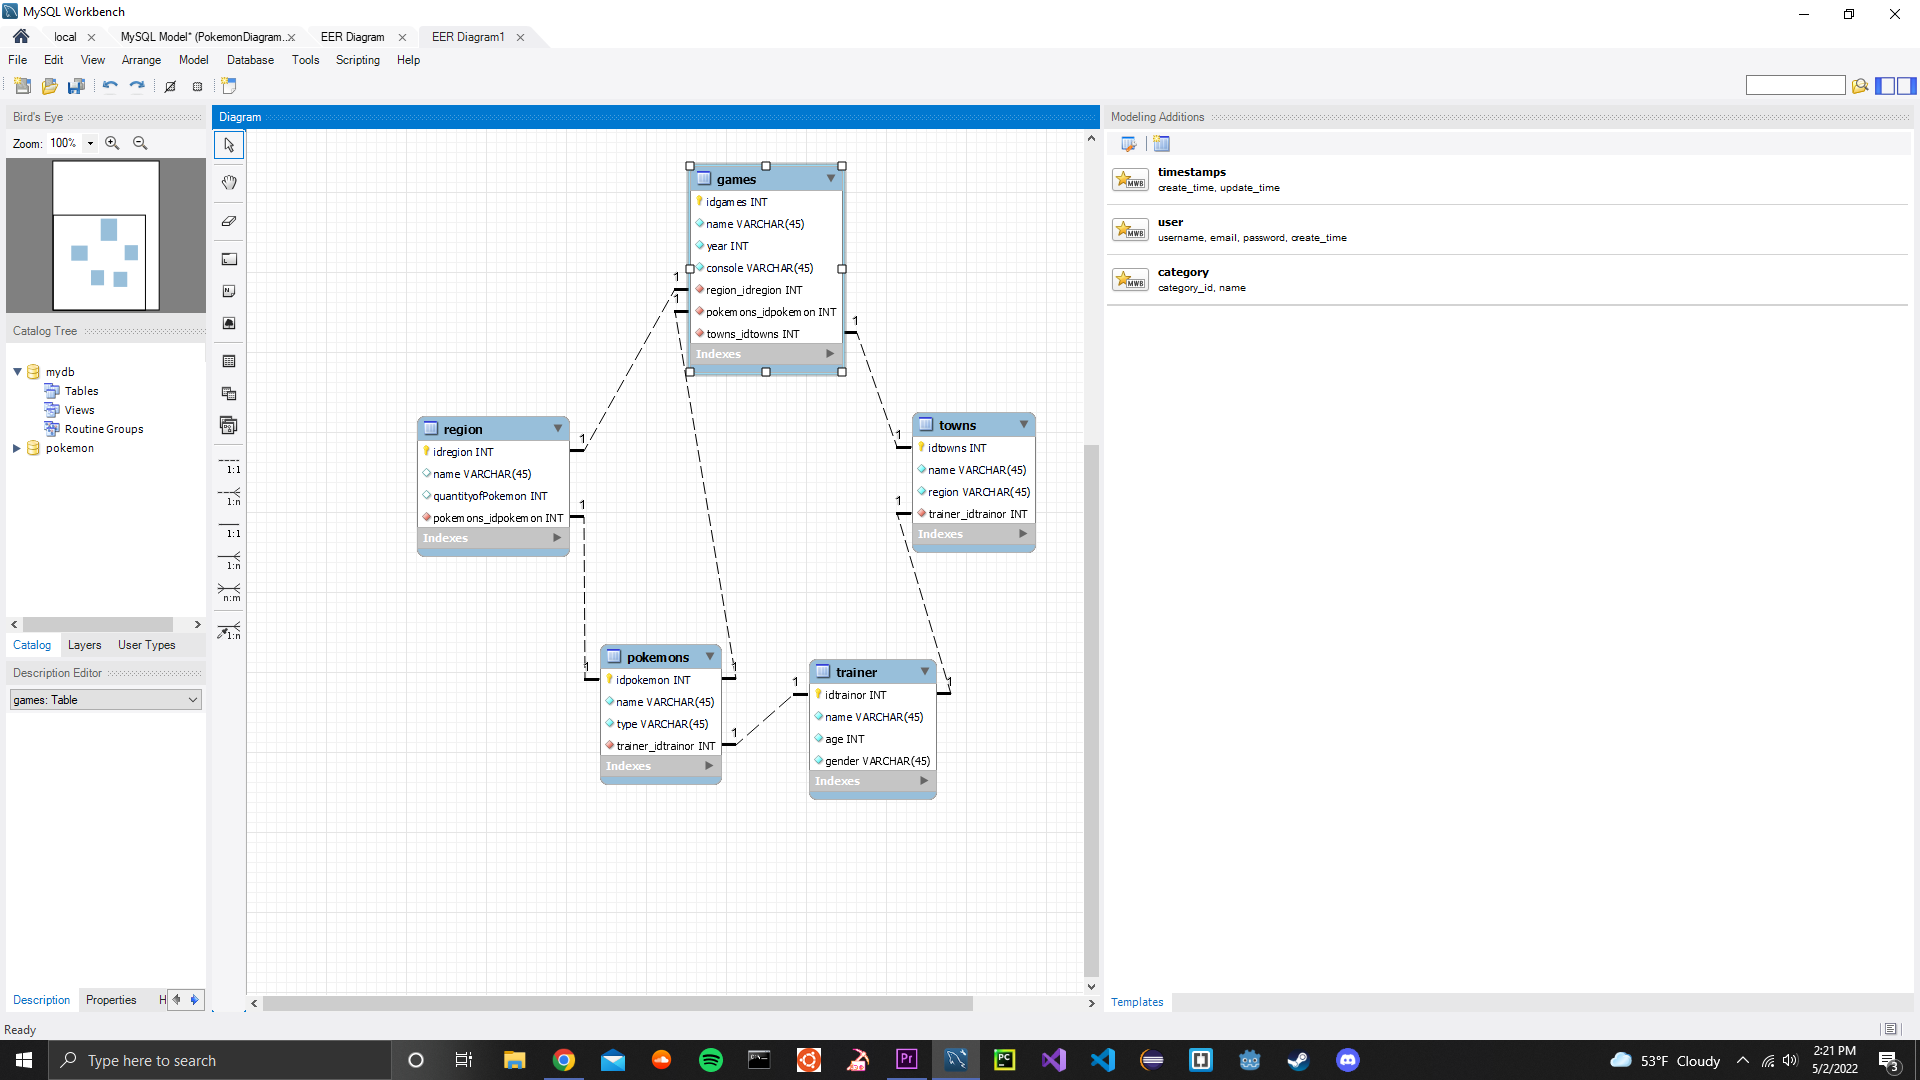 MySQL Workbench
local
MySQL Model* (PokemonDiagram...
EER Diagram
EER Diagram1
File Edit View Arrange Model Database Tools Scripting Help
Bird's Eye
Zoom: 100%
Catalog Tree
mydb
Tables
Views
Routine Groups
pokemon
Catalog Layers User Types
Description Editor
games: Table
Description Properties H
Diagram
1:1
1:n
1:1
1:n
n:m
1:n
games
idgames INT
name VARCHAR(45)
year INT
console VARCHAR(45)
region_idregion INT
pokemons_idpokemon INT
towns_idtowns INT
Indexes
1
1
1
region
idregion INT
name VARCHAR(45)
quantityofPokemon INT
pokemons_idpokemon INT
Indexes
1
1
towns
idtowns INT
name VARCHAR(45)
region VARCHAR(45)
trainer_idtrainor INT
Indexes
1
1
pokemons
idpokemon INT
name VARCHAR(45)
type VARCHAR(45)
trainer_idtrainor INT
Indexes
1
1
1
trainer
idtrainor INT
name VARCHAR(45)
age INT
gender VARCHAR(45)
Indexes
1
1
Modeling Additions
MWB
timestamps
create_time, update_time
MWB
user
username, email, password, create_time
MWB
category
category_id, name
Templates
Ready
Type here to search
Pr
PC
53°F Cloudy
2:21 PM
5/2/2022
3